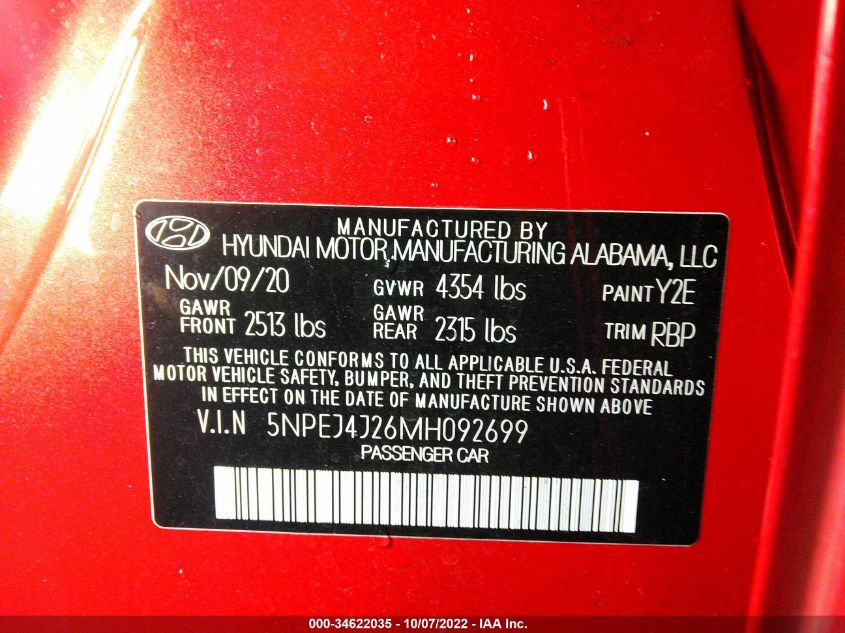 MANUFACTURED BY
HYUNDAI MOTOR MANUFACTURING ALABAMA, LLC
Nov/09/20 GVWR 4354 lbs PAINT Y2E
GAWR FRONT 2513 lbs GAWR REAR 2315 lbs TRIM RBP
THIS VEHICLE CONFORMS TO ALL APPLICABLE U.S.A. FEDERAL
MOTOR VEHICLE SAFETY, BUMPER, AND THEFT PREVENTION STANDARDS
IN EFFECT ON THE DATE OF MANUFACTURE SHOWN ABOVE
V.I.N 5NPEJ4J26MH092699
PASSENGER CAR
000-34622035 - 10/07/2022 - IAA Inc.